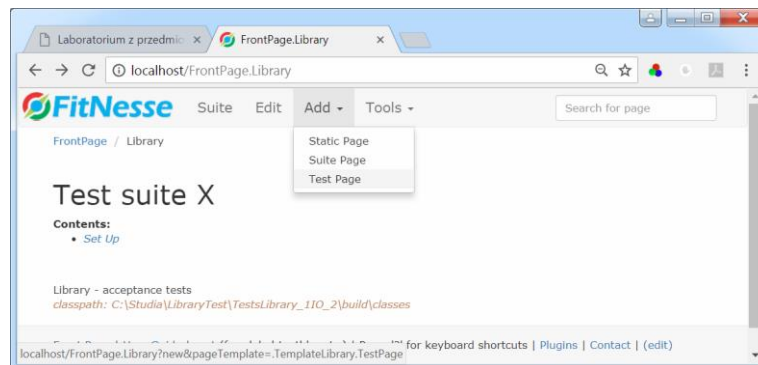 Laboratorium z przedmio
FrontPage.Library
localhost/FrontPage.Library
FitNesse Suite Edit Add Tools Search for page
FrontPage / Library
Static Page
Suite Page
Test Page
Test suite X
Contents:
Set Up
Library - acceptance tests
classpath: C:\Studia\LibraryTest\TestsLibrary_1IO_2\build\classes
for keyboard shortcuts | Plugins | Contact | (edit)
localhost/FrontPage.Library?new&pageTemplate=.TemplateLibrary.TestPage